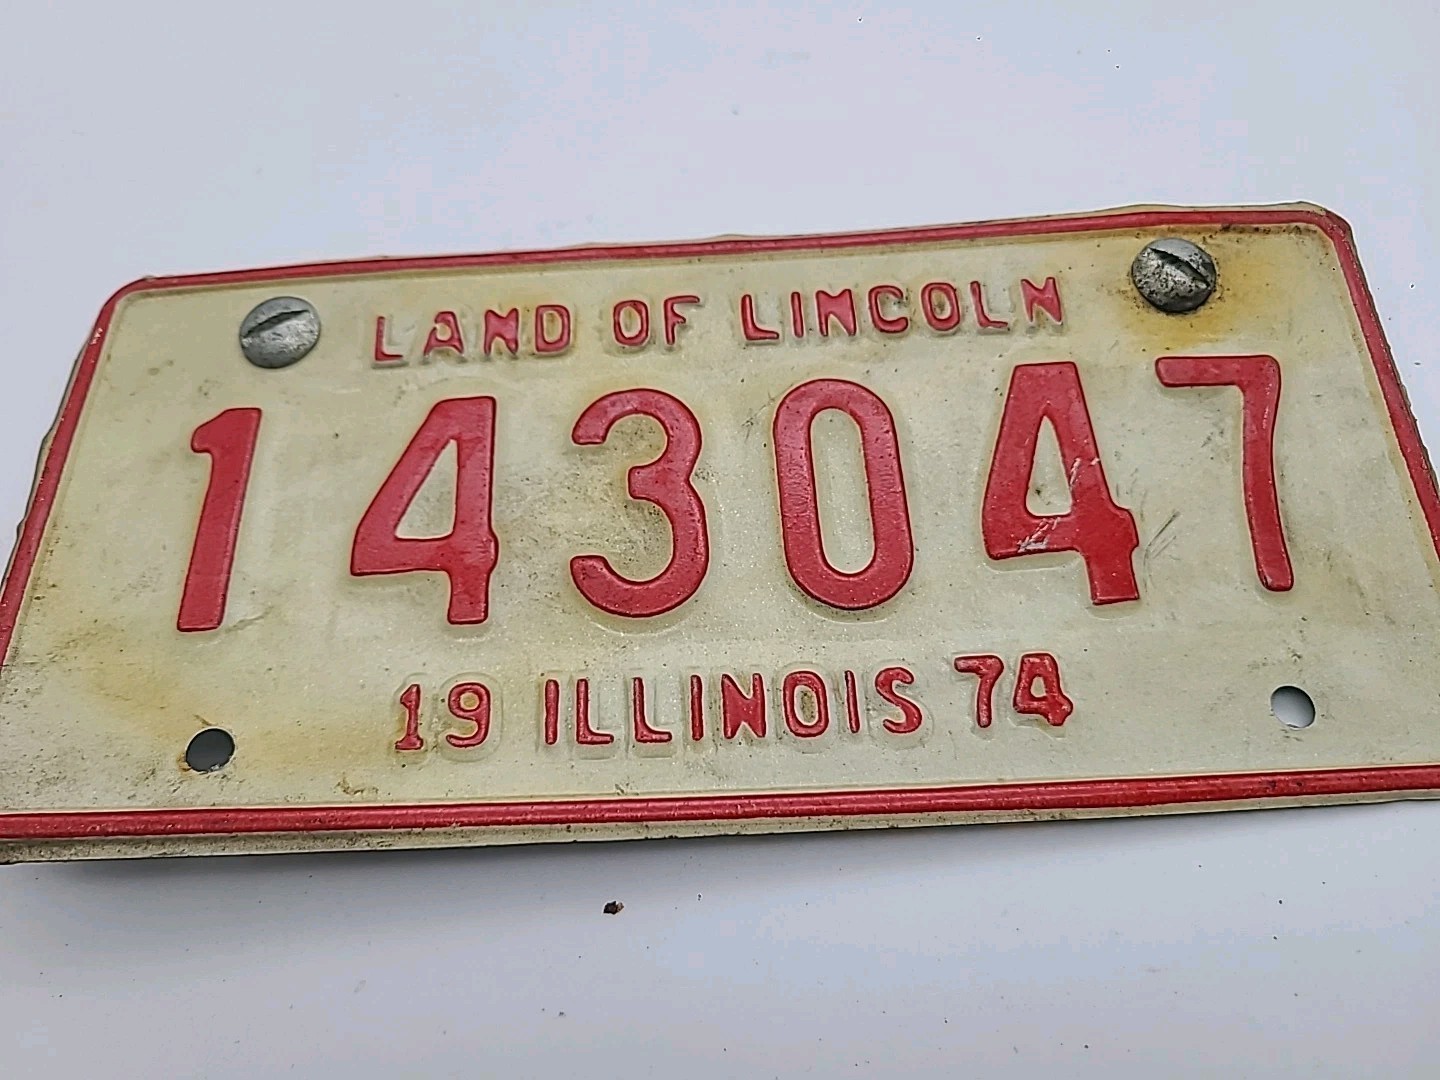 LAND OF LINCOLN
143047
19 ILLINOIS 74